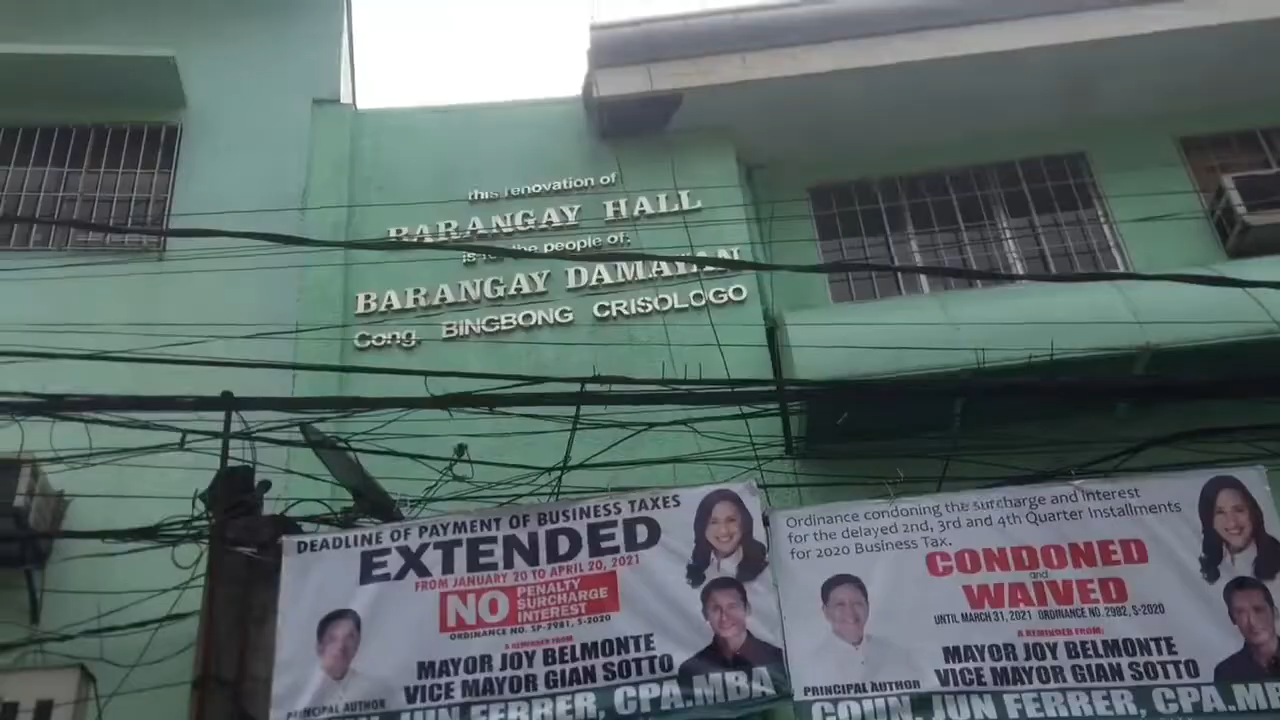 this renovation of
BARANGAY HALL
is for the people of:
BARANGAY DAMAYAN
Cong. BINGBONG CRISOLOGO
DEADLINE OF PAYMENT OF BUSINESS TAXES
EXTENDED
FROM JANUARY 20 TO APRIL 20, 2021
NO PENALTY
SURCHARGE
INTEREST
ORDINANCE NO. SP-2981, S-2020
A REMINDER FROM
MAYOR JOY BELMONTE
VICE MAYOR GIAN SOTTO
PRINCIPAL AUTHOR
COUN. JUN FERRER, CPA.MBA
Ordinance condoning the surcharge and interest
for the delayed 2nd, 3rd and 4th Quarter Installments
for 2020 Business Tax.
CONDONED
and
WAIVED
UNTIL MARCH 31, 2021 ORDINANCE NO. 2982, S-2020
A REMINDER FROM:
MAYOR JOY BELMONTE
VICE MAYOR GIAN SOTTO
PRINCIPAL AUTHOR
COUN. JUN FERRER, CPA.MB